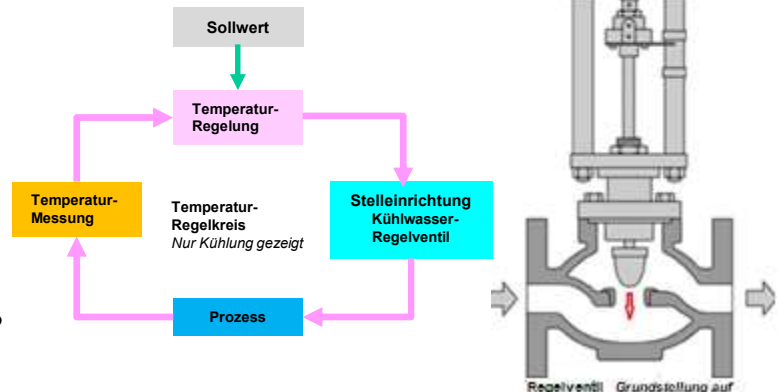 Sollwert
Temperatur-
Regelung
Temperatur-
Messung
Temperatur-
Regelkreis
Nur Kühlung gezeigt
Stelleinrichtung
Kühlwasser-
Regelventil
Prozess
Regelventil Grundstellung auf